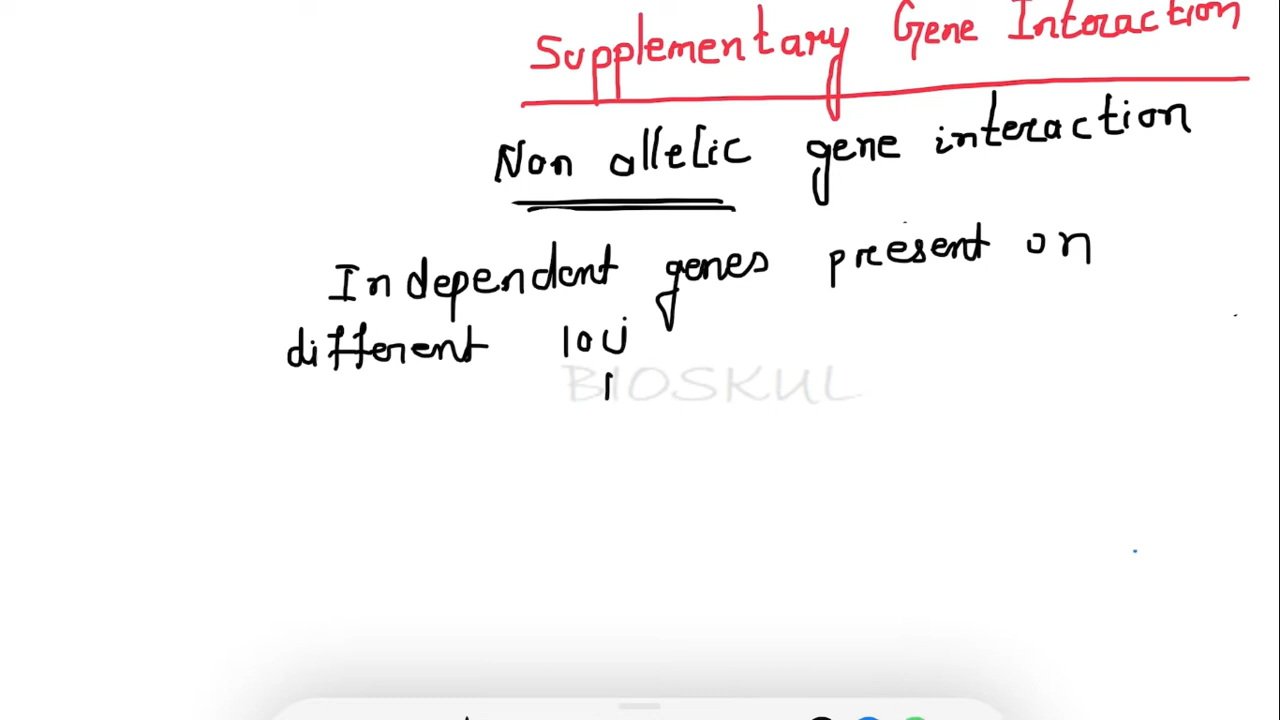 Supplementary Gene Interaction
Non allelic gene interaction
Independent genes present on
different loci
BIOSKUL